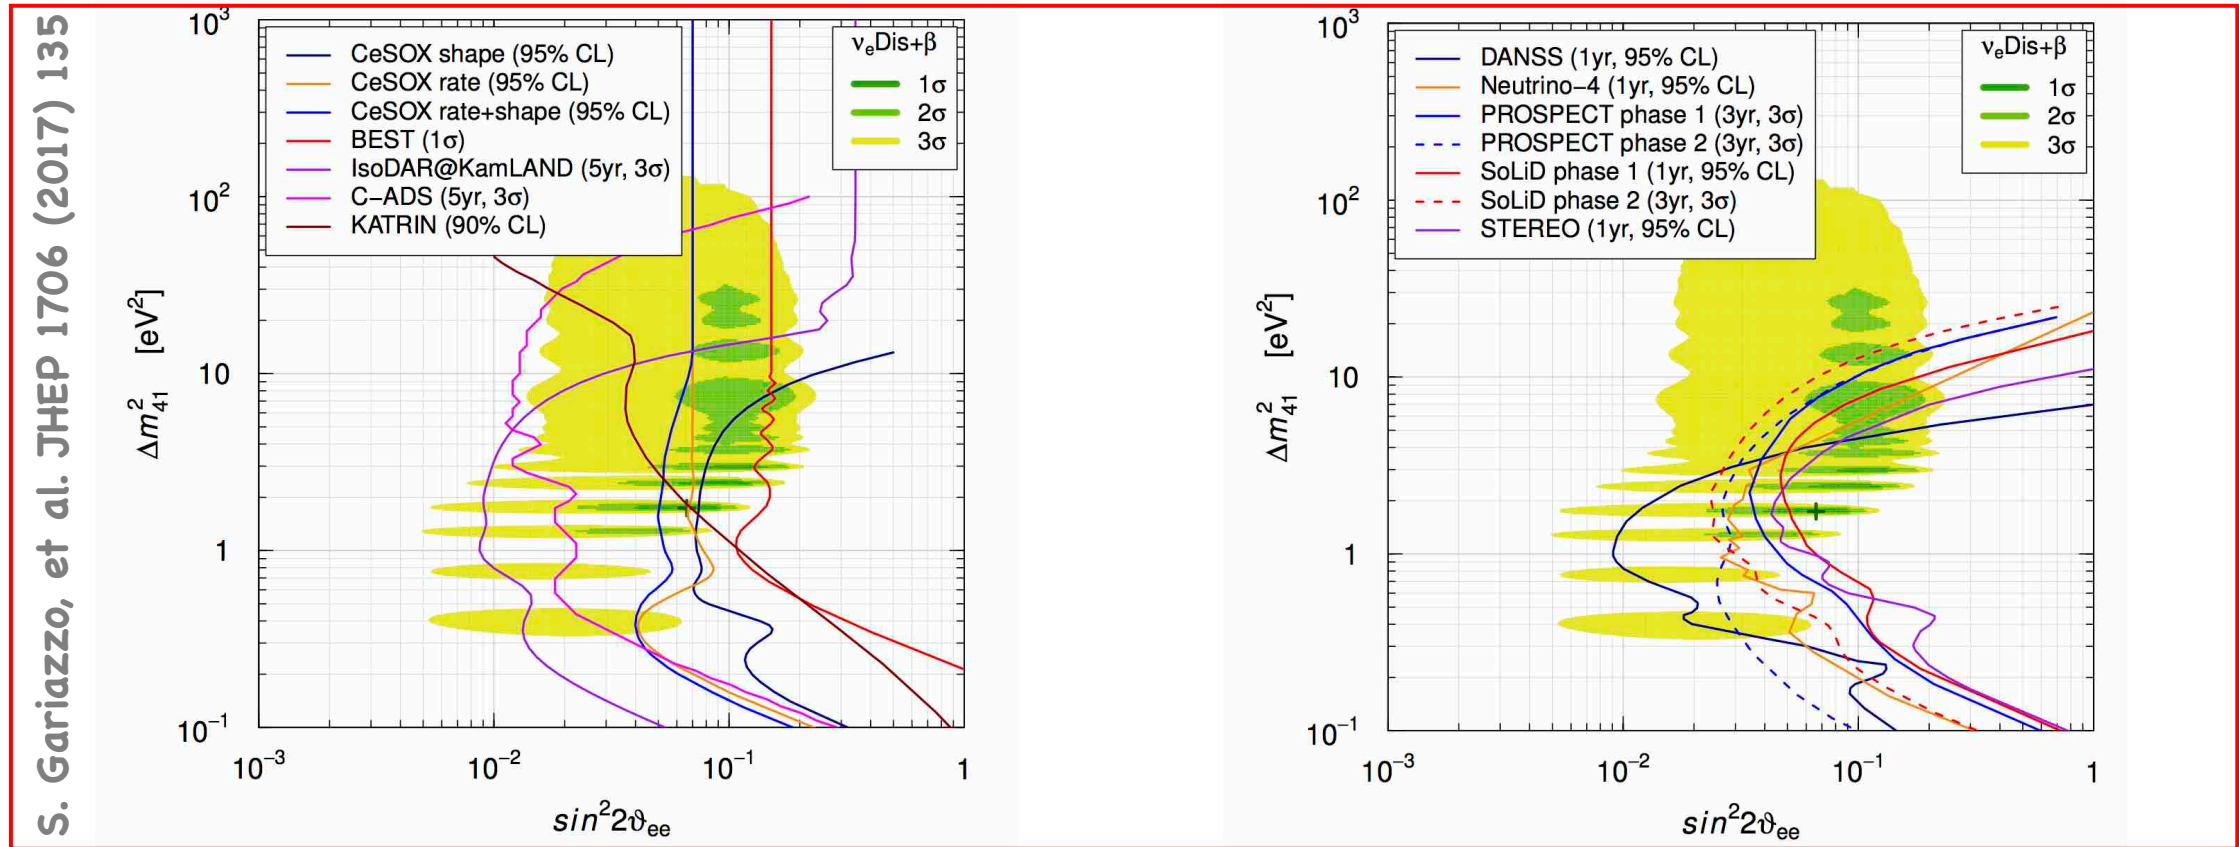 S. Gariazzo, et al. JHEP 1706 (2017) 135
10³
10²
10
1
10⁻¹
Δm²₄₁ [eV²]
CeSOX shape (95% CL)
CeSOX rate (95% CL)
CeSOX rate+shape (95% CL)
BEST (1σ)
IsoDAR@KamLAND (5yr, 3σ)
C−ADS (5yr, 3σ)
KATRIN (90% CL)
νₑDis+β
1σ
2σ
3σ
10⁻³ 10⁻² 10⁻¹ 1
sin²2ϑₑₑ
10³
10²
10
1
10⁻¹
Δm²₄₁ [eV²]
DANSS (1yr, 95% CL)
Neutrino−4 (1yr, 95% CL)
PROSPECT phase 1 (3yr, 3σ)
PROSPECT phase 2 (3yr, 3σ)
SoLiD phase 1 (1yr, 95% CL)
SoLiD phase 2 (3yr, 3σ)
STEREO (1yr, 95% CL)
νₑDis+β
1σ
2σ
3σ
10⁻³ 10⁻² 10⁻¹ 1
sin²2ϑₑₑ